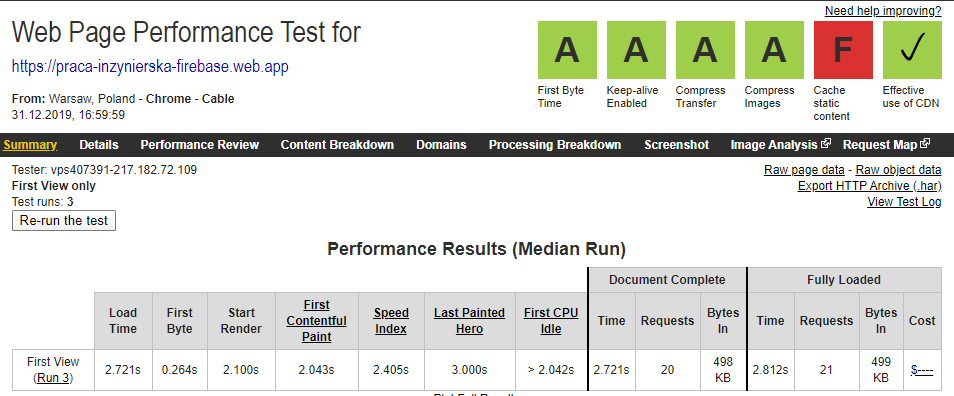 Need help improving?
Web Page Performance Test for
https://praca-inzynierska-firebase.web.app
From: Warsaw, Poland - Chrome - Cable
31.12.2019, 16:59:59
A A A A F ✓
First Byte Time
Keep-alive Enabled
Compress Transfer
Compress Images
Cache static content
Effective use of CDN
Summary Details Performance Review Content Breakdown Domains Processing Breakdown Screenshot Image Analysis Request Map
Tester: vps407391-217.182.72.109
First View only
Test runs: 3
Re-run the test
Raw page data - Raw object data
Export HTTP Archive (.har)
View Test Log
Performance Results (Median Run)
Document Complete Fully Loaded
Load Time First Byte Start Render First Contentful Paint Speed Index Last Painted Hero First CPU Idle Time Requests Bytes In Time Requests Bytes In Cost
First View (Run 3) 2.721s 0.264s 2.100s 2.043s 2.405s 3.000s > 2.042s 2.721s 20 498 KB 2.812s 21 499 KB $----